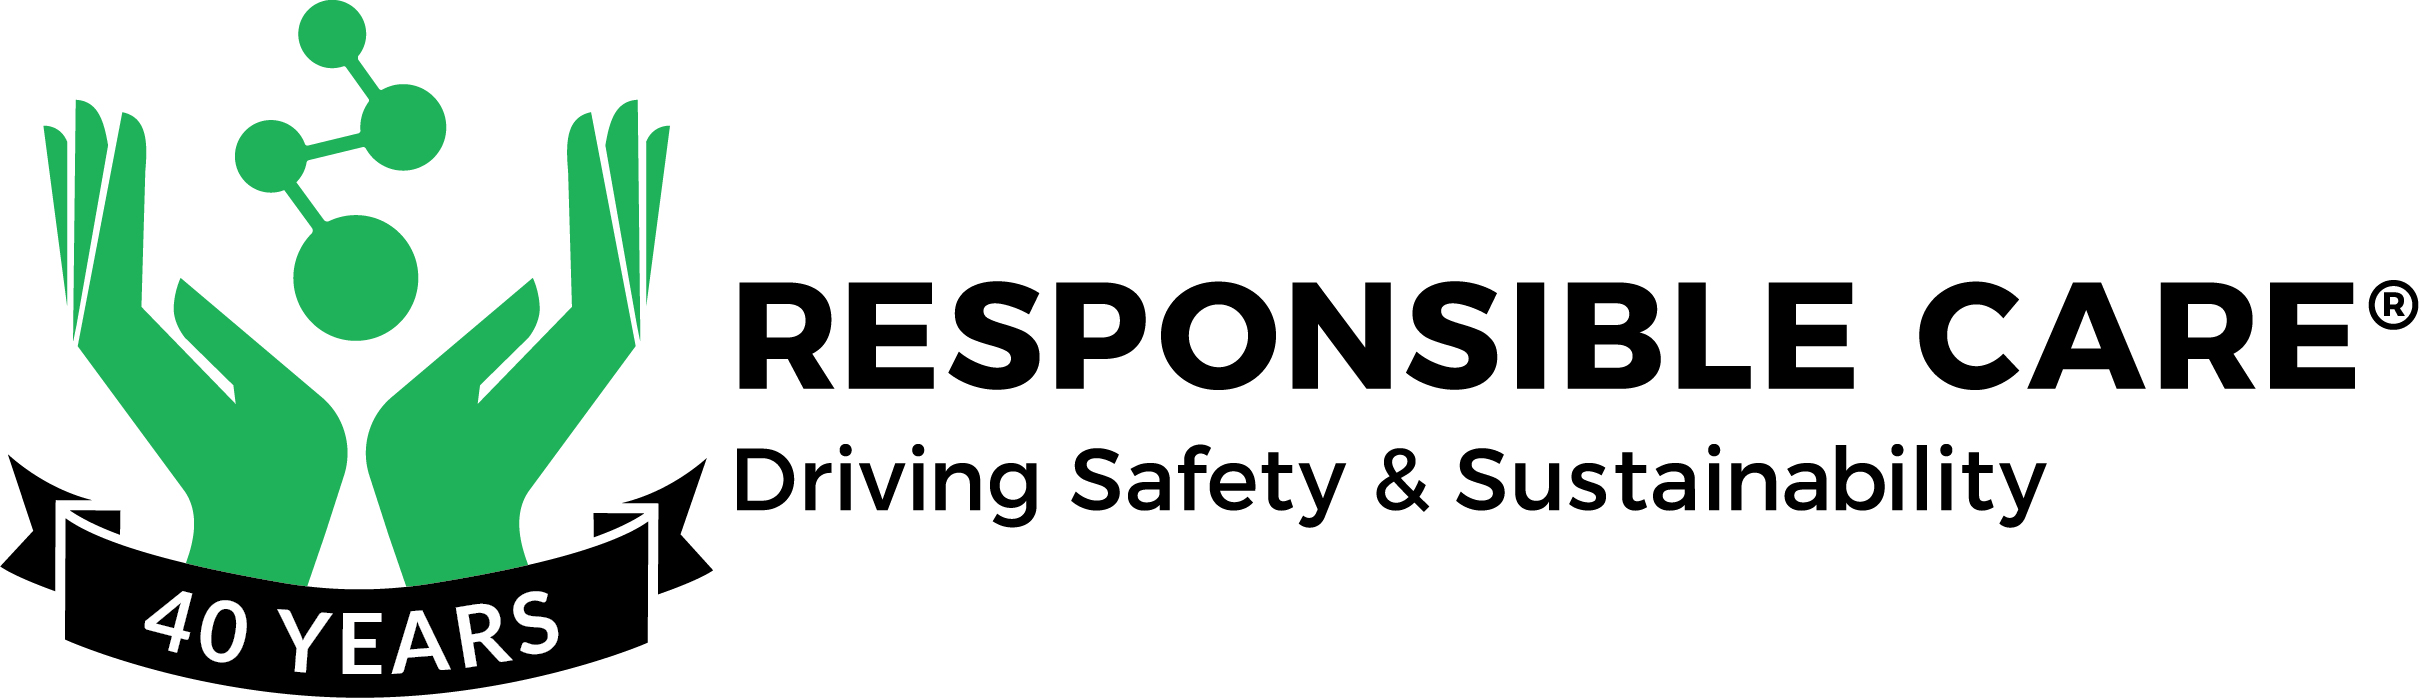 RESPONSIBLE CARE®
Driving Safety & Sustainability
40 YEARS